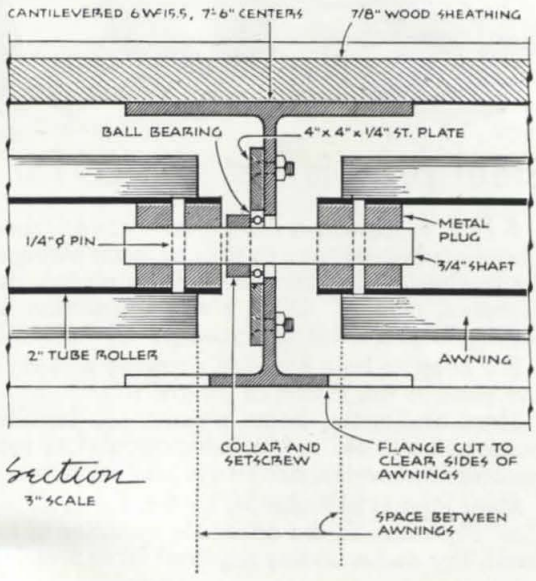 CANTILEVERED 6WF15.5, 7'-6" CENTERS
7/8" WOOD SHEATHING
BALL BEARING
4" x 4" x 1/4" ST. PLATE
1/4" ⌀ PIN
METAL
PLUG
3/4" SHAFT
2" TUBE ROLLER
AWNING
COLLAR AND
SETSCREW
FLANGE CUT TO
CLEAR SIDES OF
AWNINGS
Section
3" SCALE
SPACE BETWEEN
AWNINGS